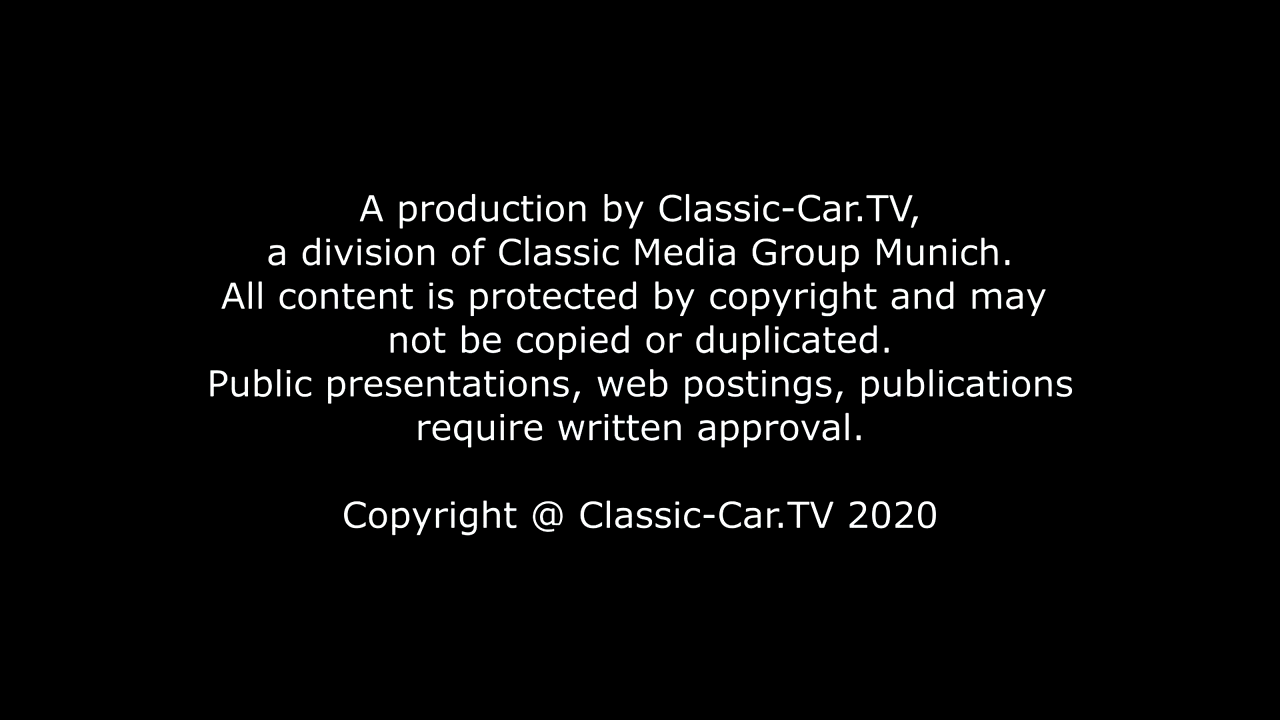 A production by Classic-Car.TV,
a division of Classic Media Group Munich.
All content is protected by copyright and may
not be copied or duplicated.
Public presentations, web postings, publications
require written approval.
Copyright @ Classic-Car.TV 2020